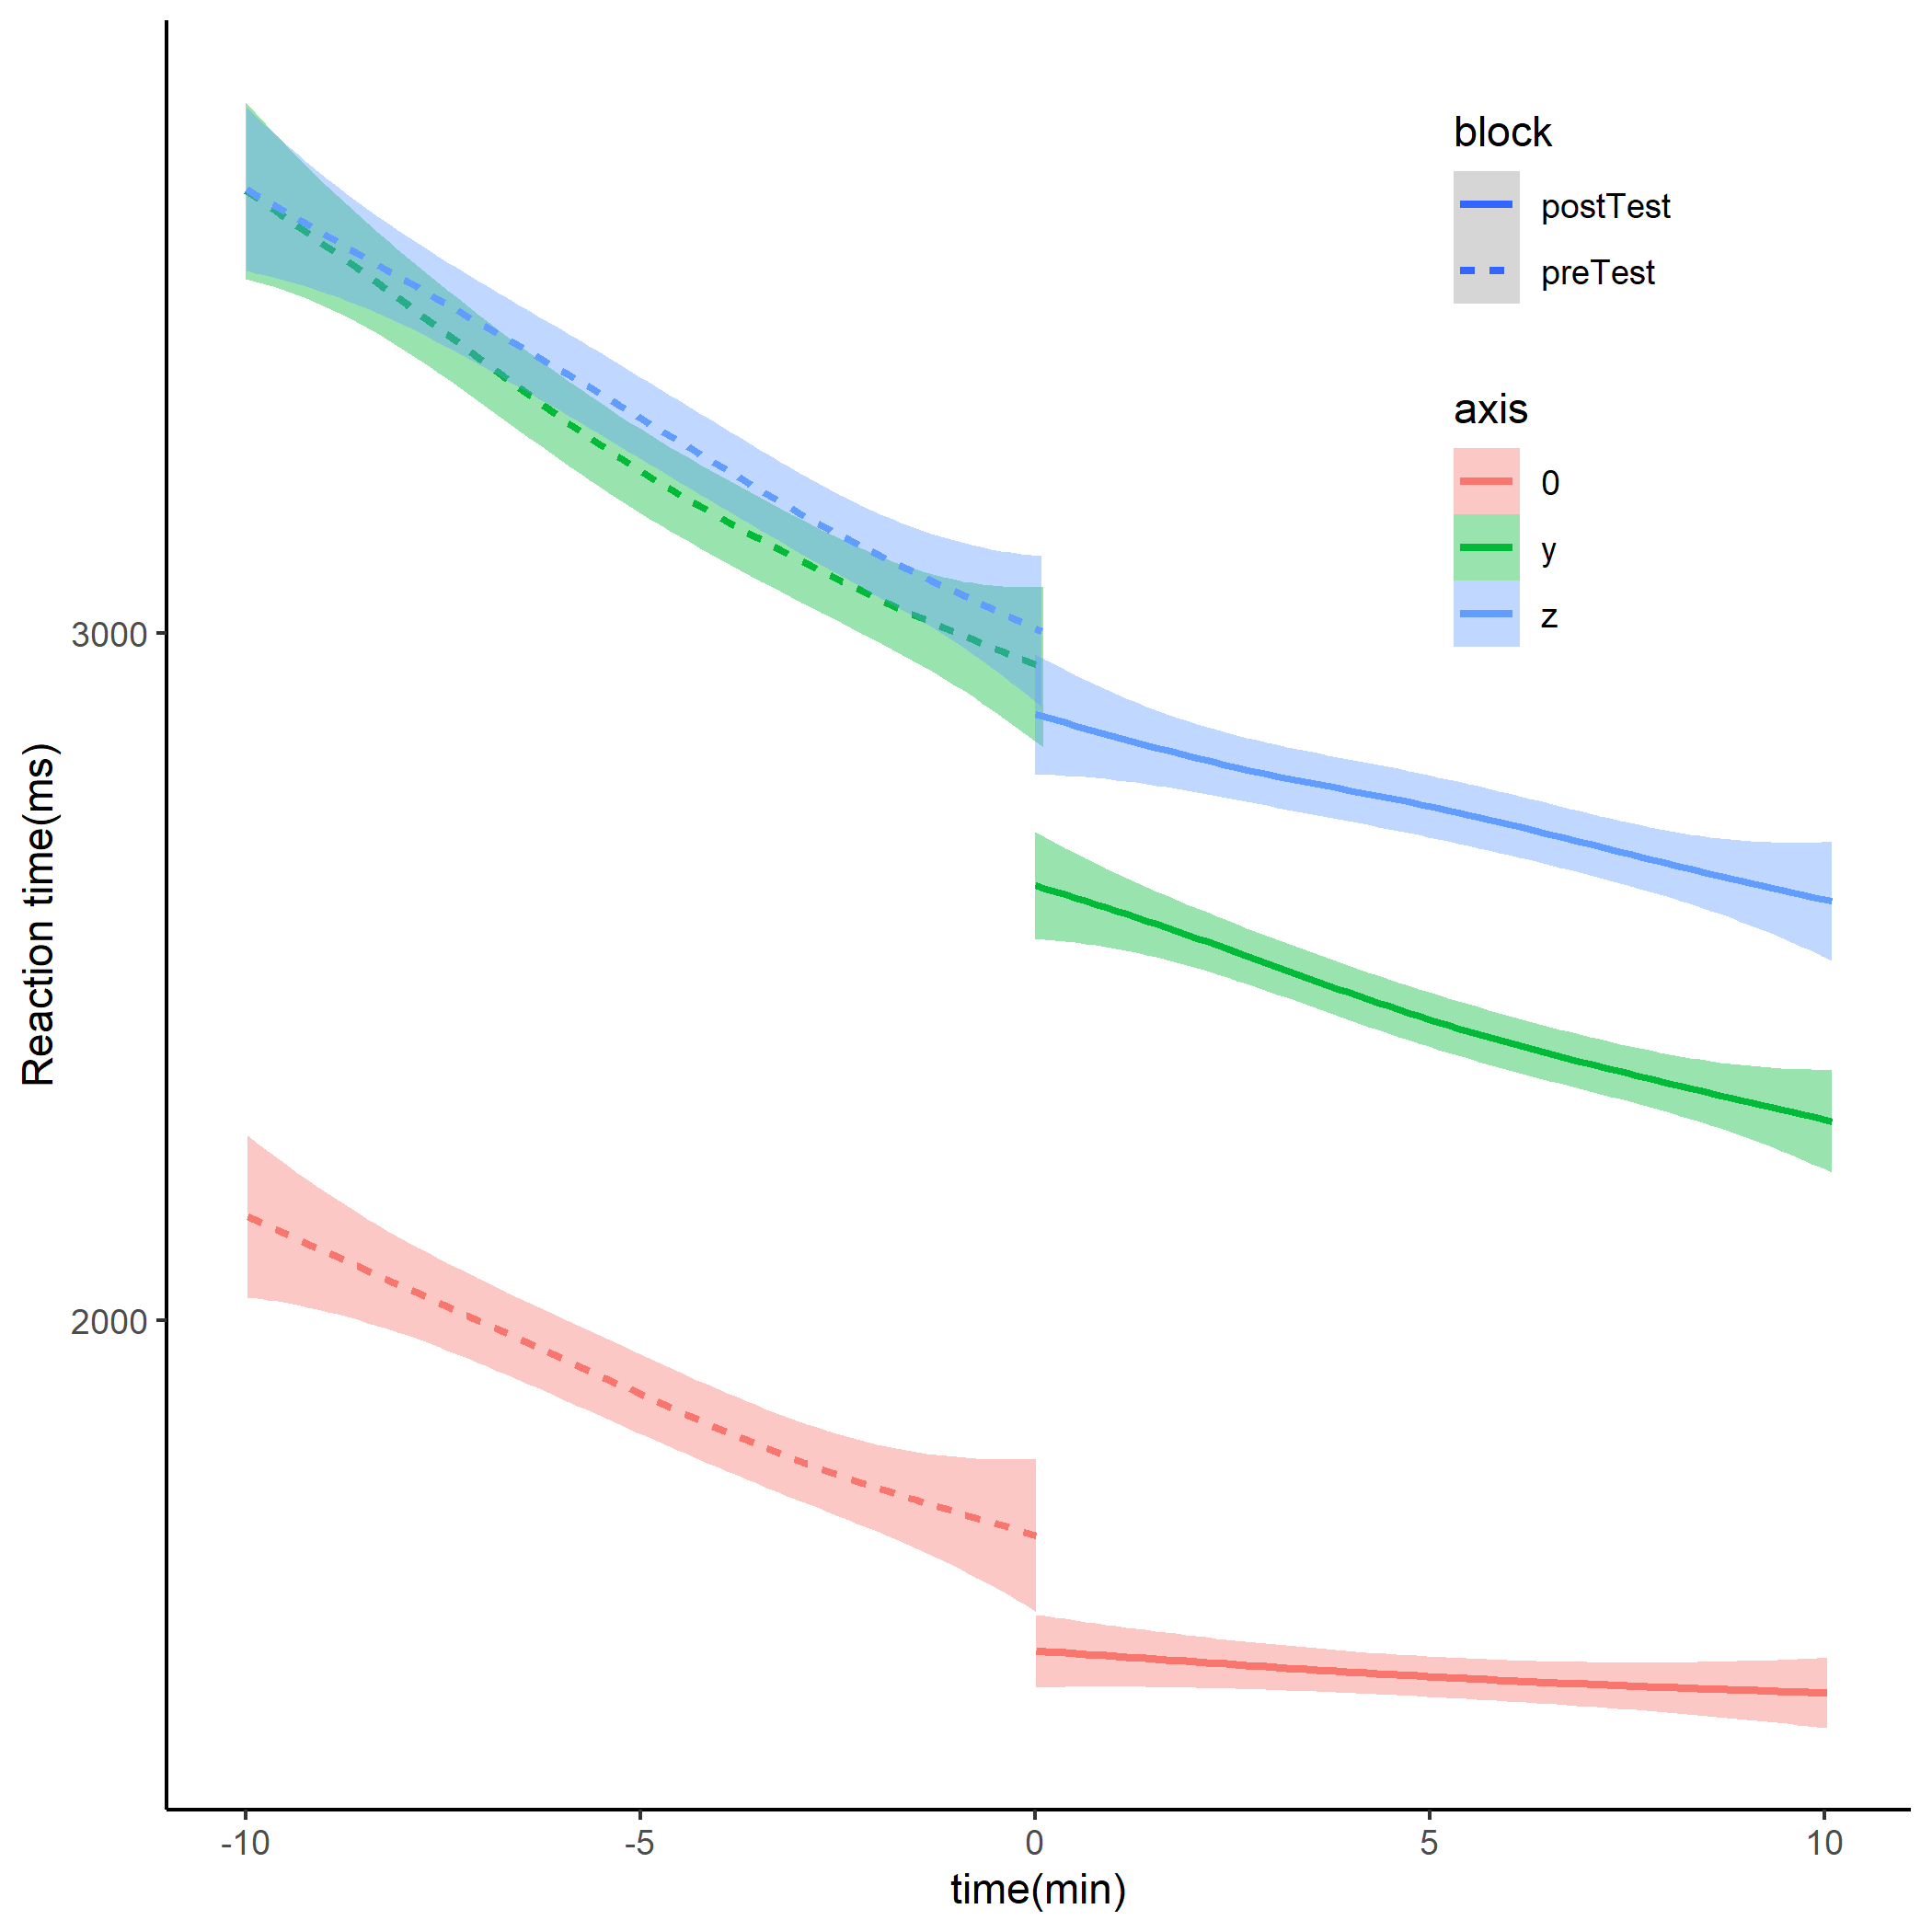 block
postTest
preTest
axis
0
y
z
3000
2000
Reaction time(ms)
-10
-5
0
5
10
time(min)